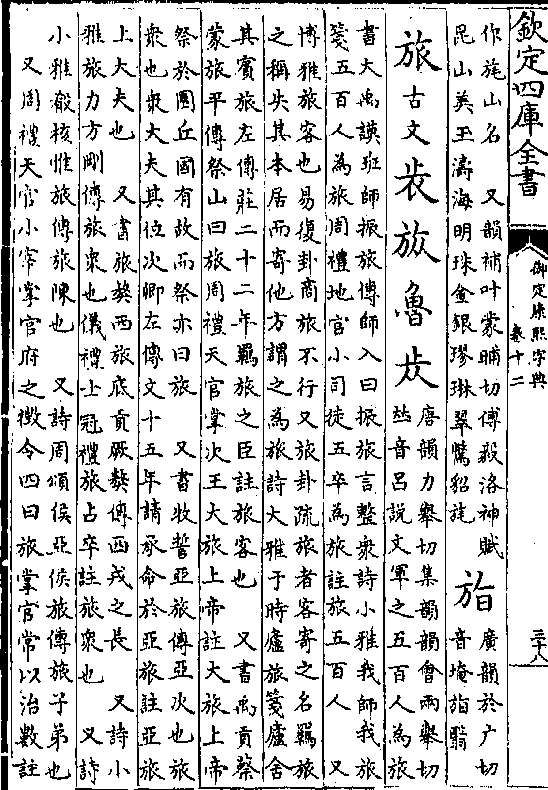 欽定四庫全書
御定康熙字典
卷十二
三十八
作旄山名　又韻補叶蒙晡切傅毅洛神賦
昆山美玉濤海明珠金銀璆琳翠鷩貂旄　㫈 廣韻於广切
音埯㫈翳
旅 古文㫋㫇魯㞢 唐韻力舉切集韻韻會兩舉切
𠀤音呂說文軍之五百人為旅
書大禹謨班師振旅傳師入曰振旅言整衆詩小雅我師我旅
箋五百人為旅周禮地官小司徒五卒為旅註旅五百人　又
博雅旅客也易復卦商旅不行又旅卦疏旅者客寄之名羈旅
之稱失其本居而寄他方謂之為旅詩大雅于時廬旅箋廬舍
其賓旅左傳莊二十二年羈旅之臣註旅客也　又書禹貢蔡
蒙旅平傳祭山曰旅周禮天官掌次王大旅上帝註大旅上帝
祭於圜丘國有故而祭亦曰旅　又書牧誓亞旅傳亞次也旅
衆也衆大夫其位次卿左傳文十五年請承命於亞旅註亞旅
上大夫也　又書旅獒西旅底貢厥獒傳西戎之長　又詩小
雅旅力方剛傳旅衆也儀禮士冠禮旅占卒註旅衆也　又詩
小雅殽核惟旅傳旅陳也　又詩周頌侯亞侯旅傳旅子弟也
又周禮天官小宰掌官府之徵令四曰旅掌官常以治數註